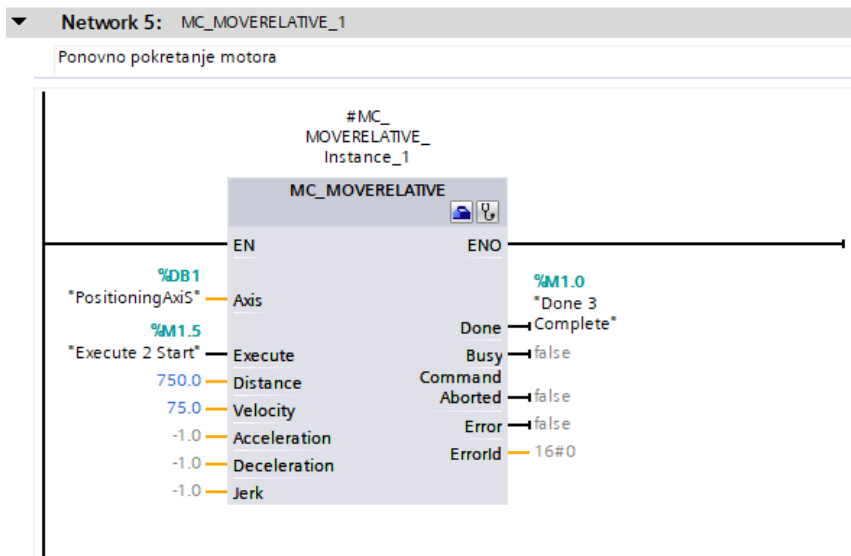 Network 5: MC_MOVERELATIVE_1
Ponovno pokretanje motora
#MC_
MOVERELATIVE_
Instance_1
MC_MOVERELATIVE
EN ENO
%DB1
"PositioningAxiS" Axis
%M1.0
"Done 3
Done Complete"
%M1.5
"Execute 2 Start" Execute
Busy false
750.0 Distance
Command
Aborted false
75.0 Velocity
Error false
-1.0 Acceleration
ErrorId 16#0
-1.0 Deceleration
-1.0 Jerk